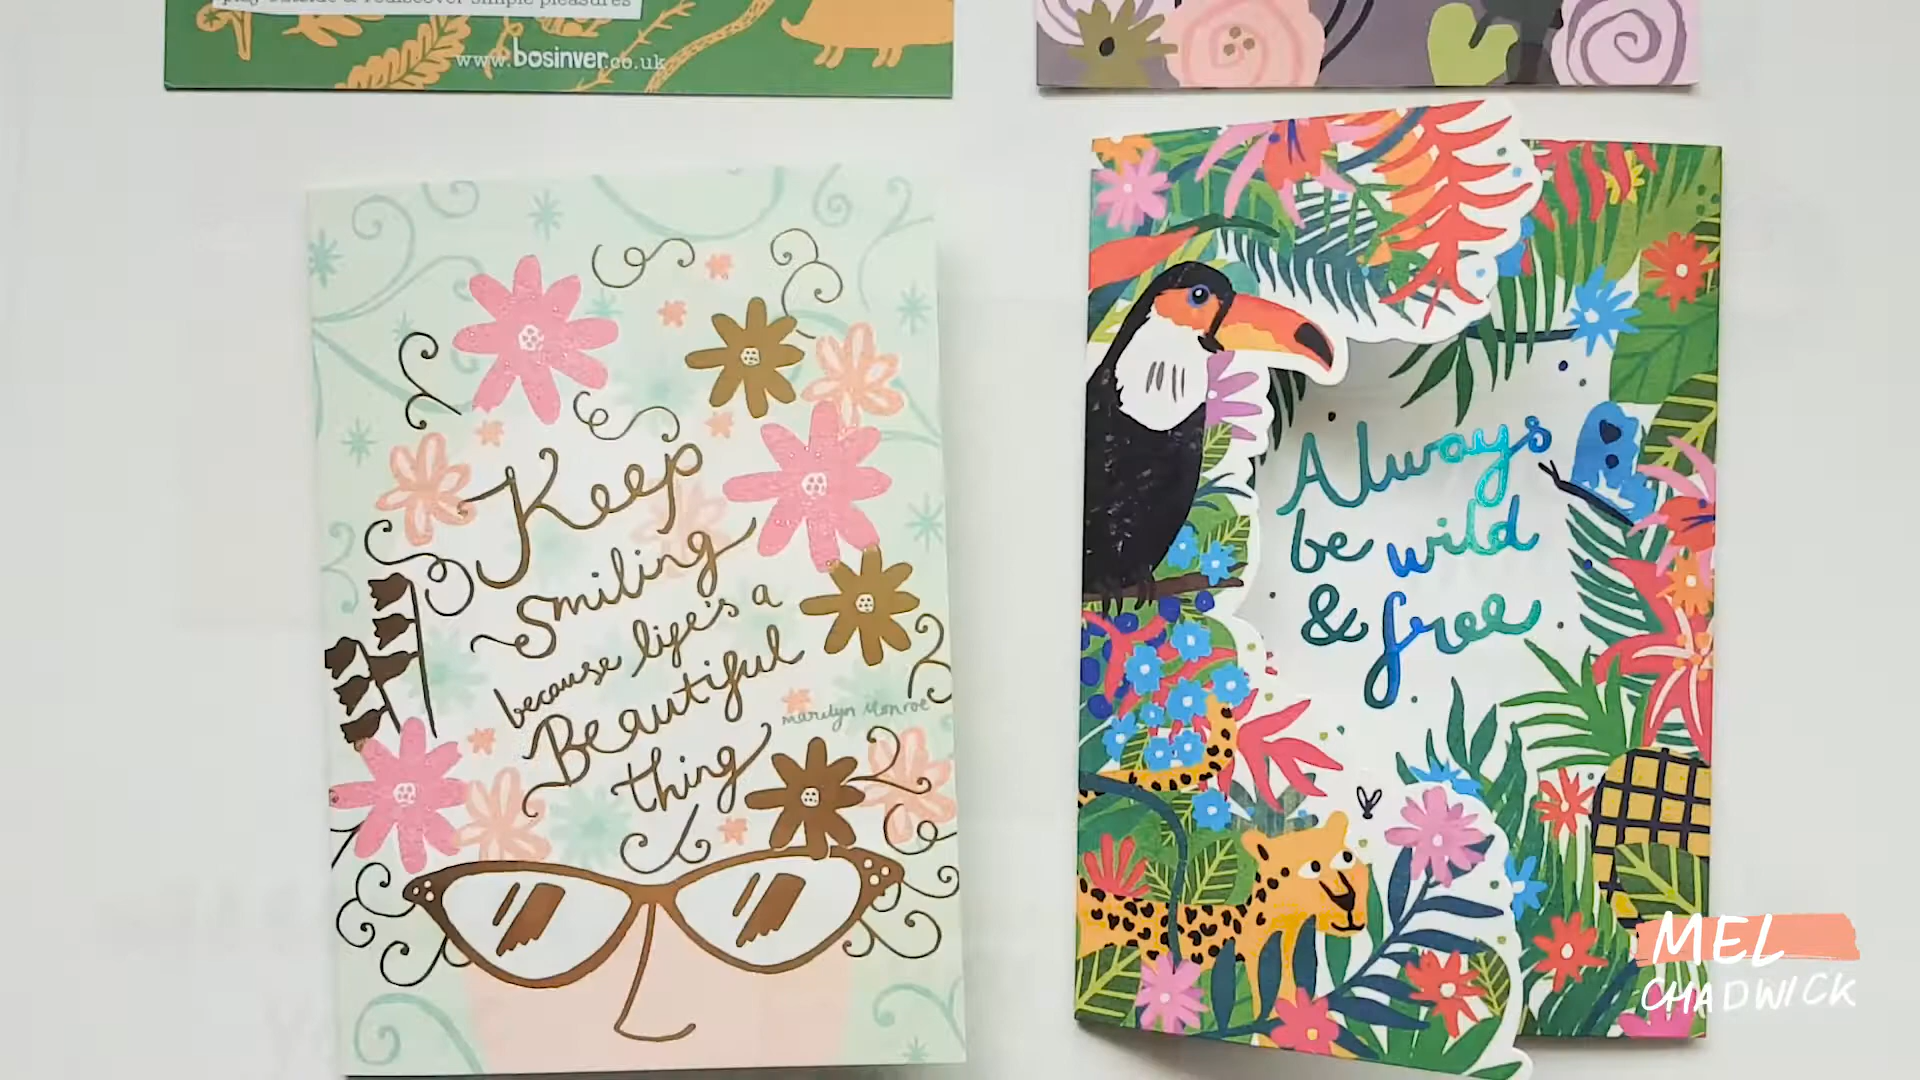 play outside & rediscover simple pleasures
www.bosinver.co.uk
Keep
Smiling
because life's a
Beautiful
thing
marilyn Monroe
Always
be wild
& free
MEL
CHADWICK